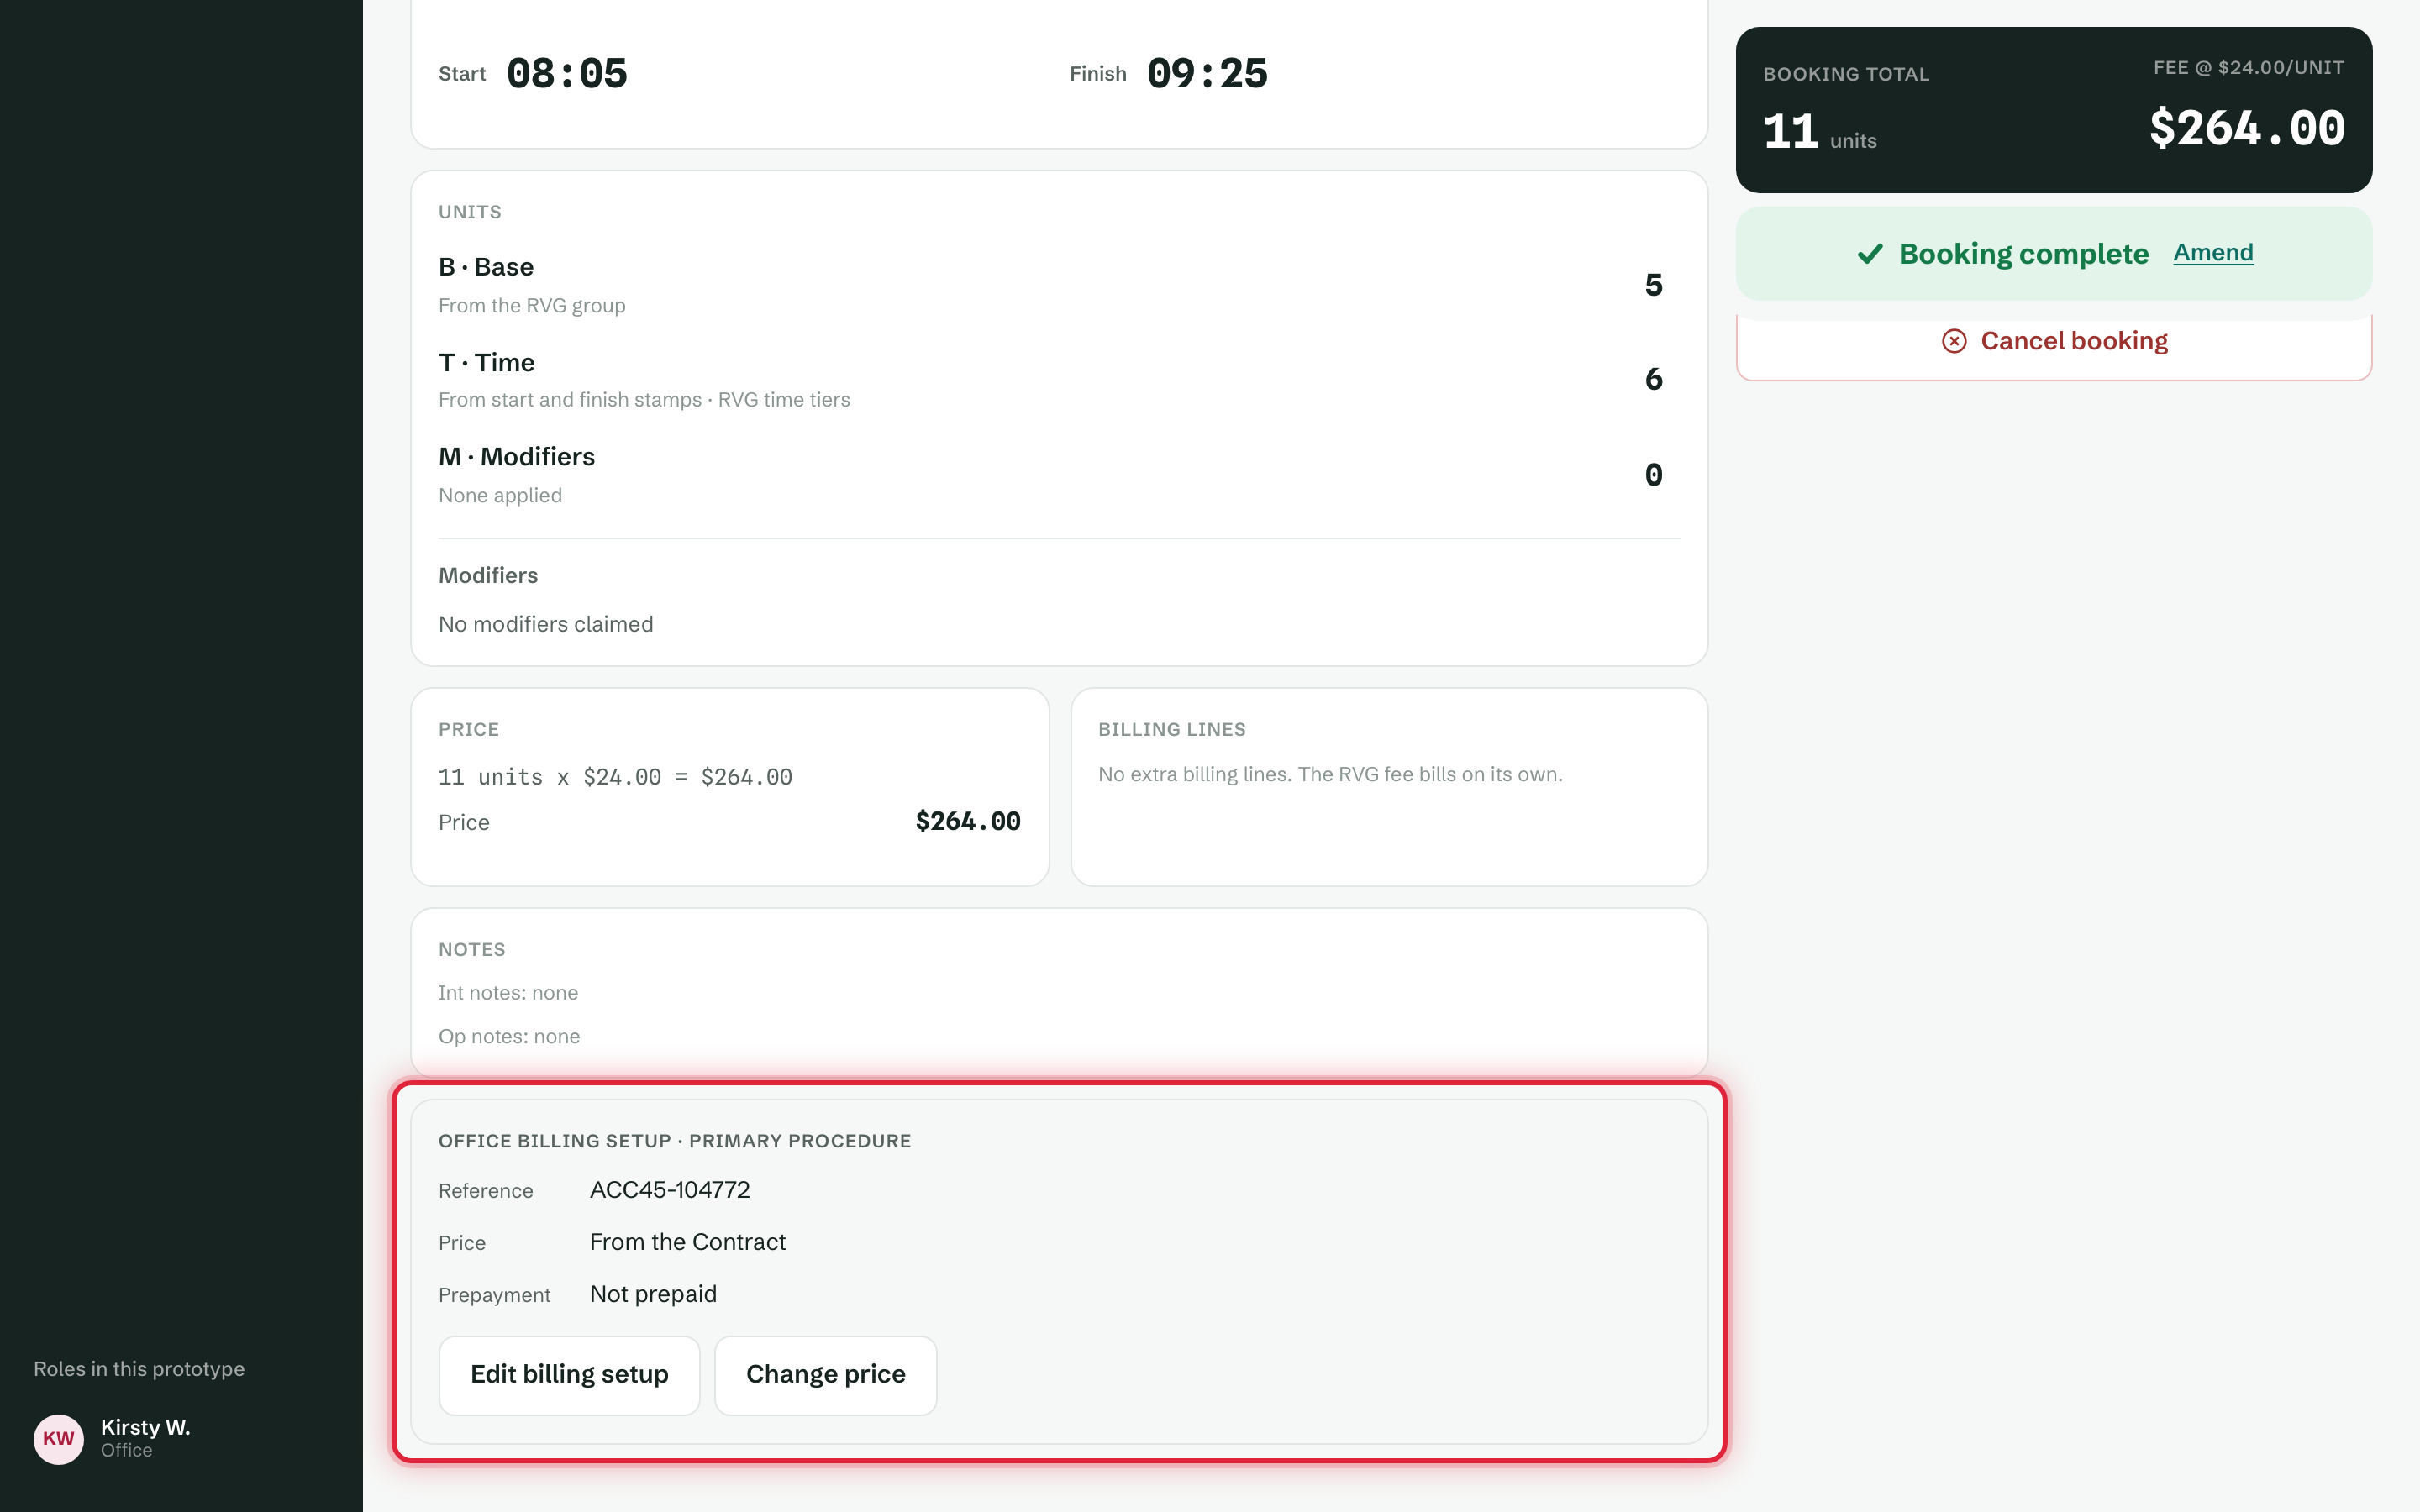 Start 08:05
Finish 09:25
UNITS
B · Base
From the RVG group
5
T · Time
From start and finish stamps · RVG time tiers
6
M · Modifiers
None applied
0
Modifiers
No modifiers claimed
PRICE
11 units x $24.00 = $264.00
Price $264.00
BILLING LINES
No extra billing lines. The RVG fee bills on its own.
NOTES
Int notes: none
Op notes: none
OFFICE BILLING SETUP · PRIMARY PROCEDURE
Reference ACC45-104772
Price From the Contract
Prepayment Not prepaid
Edit billing setup
Change price
BOOKING TOTAL
11 units
FEE @ $24.00/UNIT
$264.00
Booking complete Amend
Cancel booking
Roles in this prototype
KW
Kirsty W.
Office